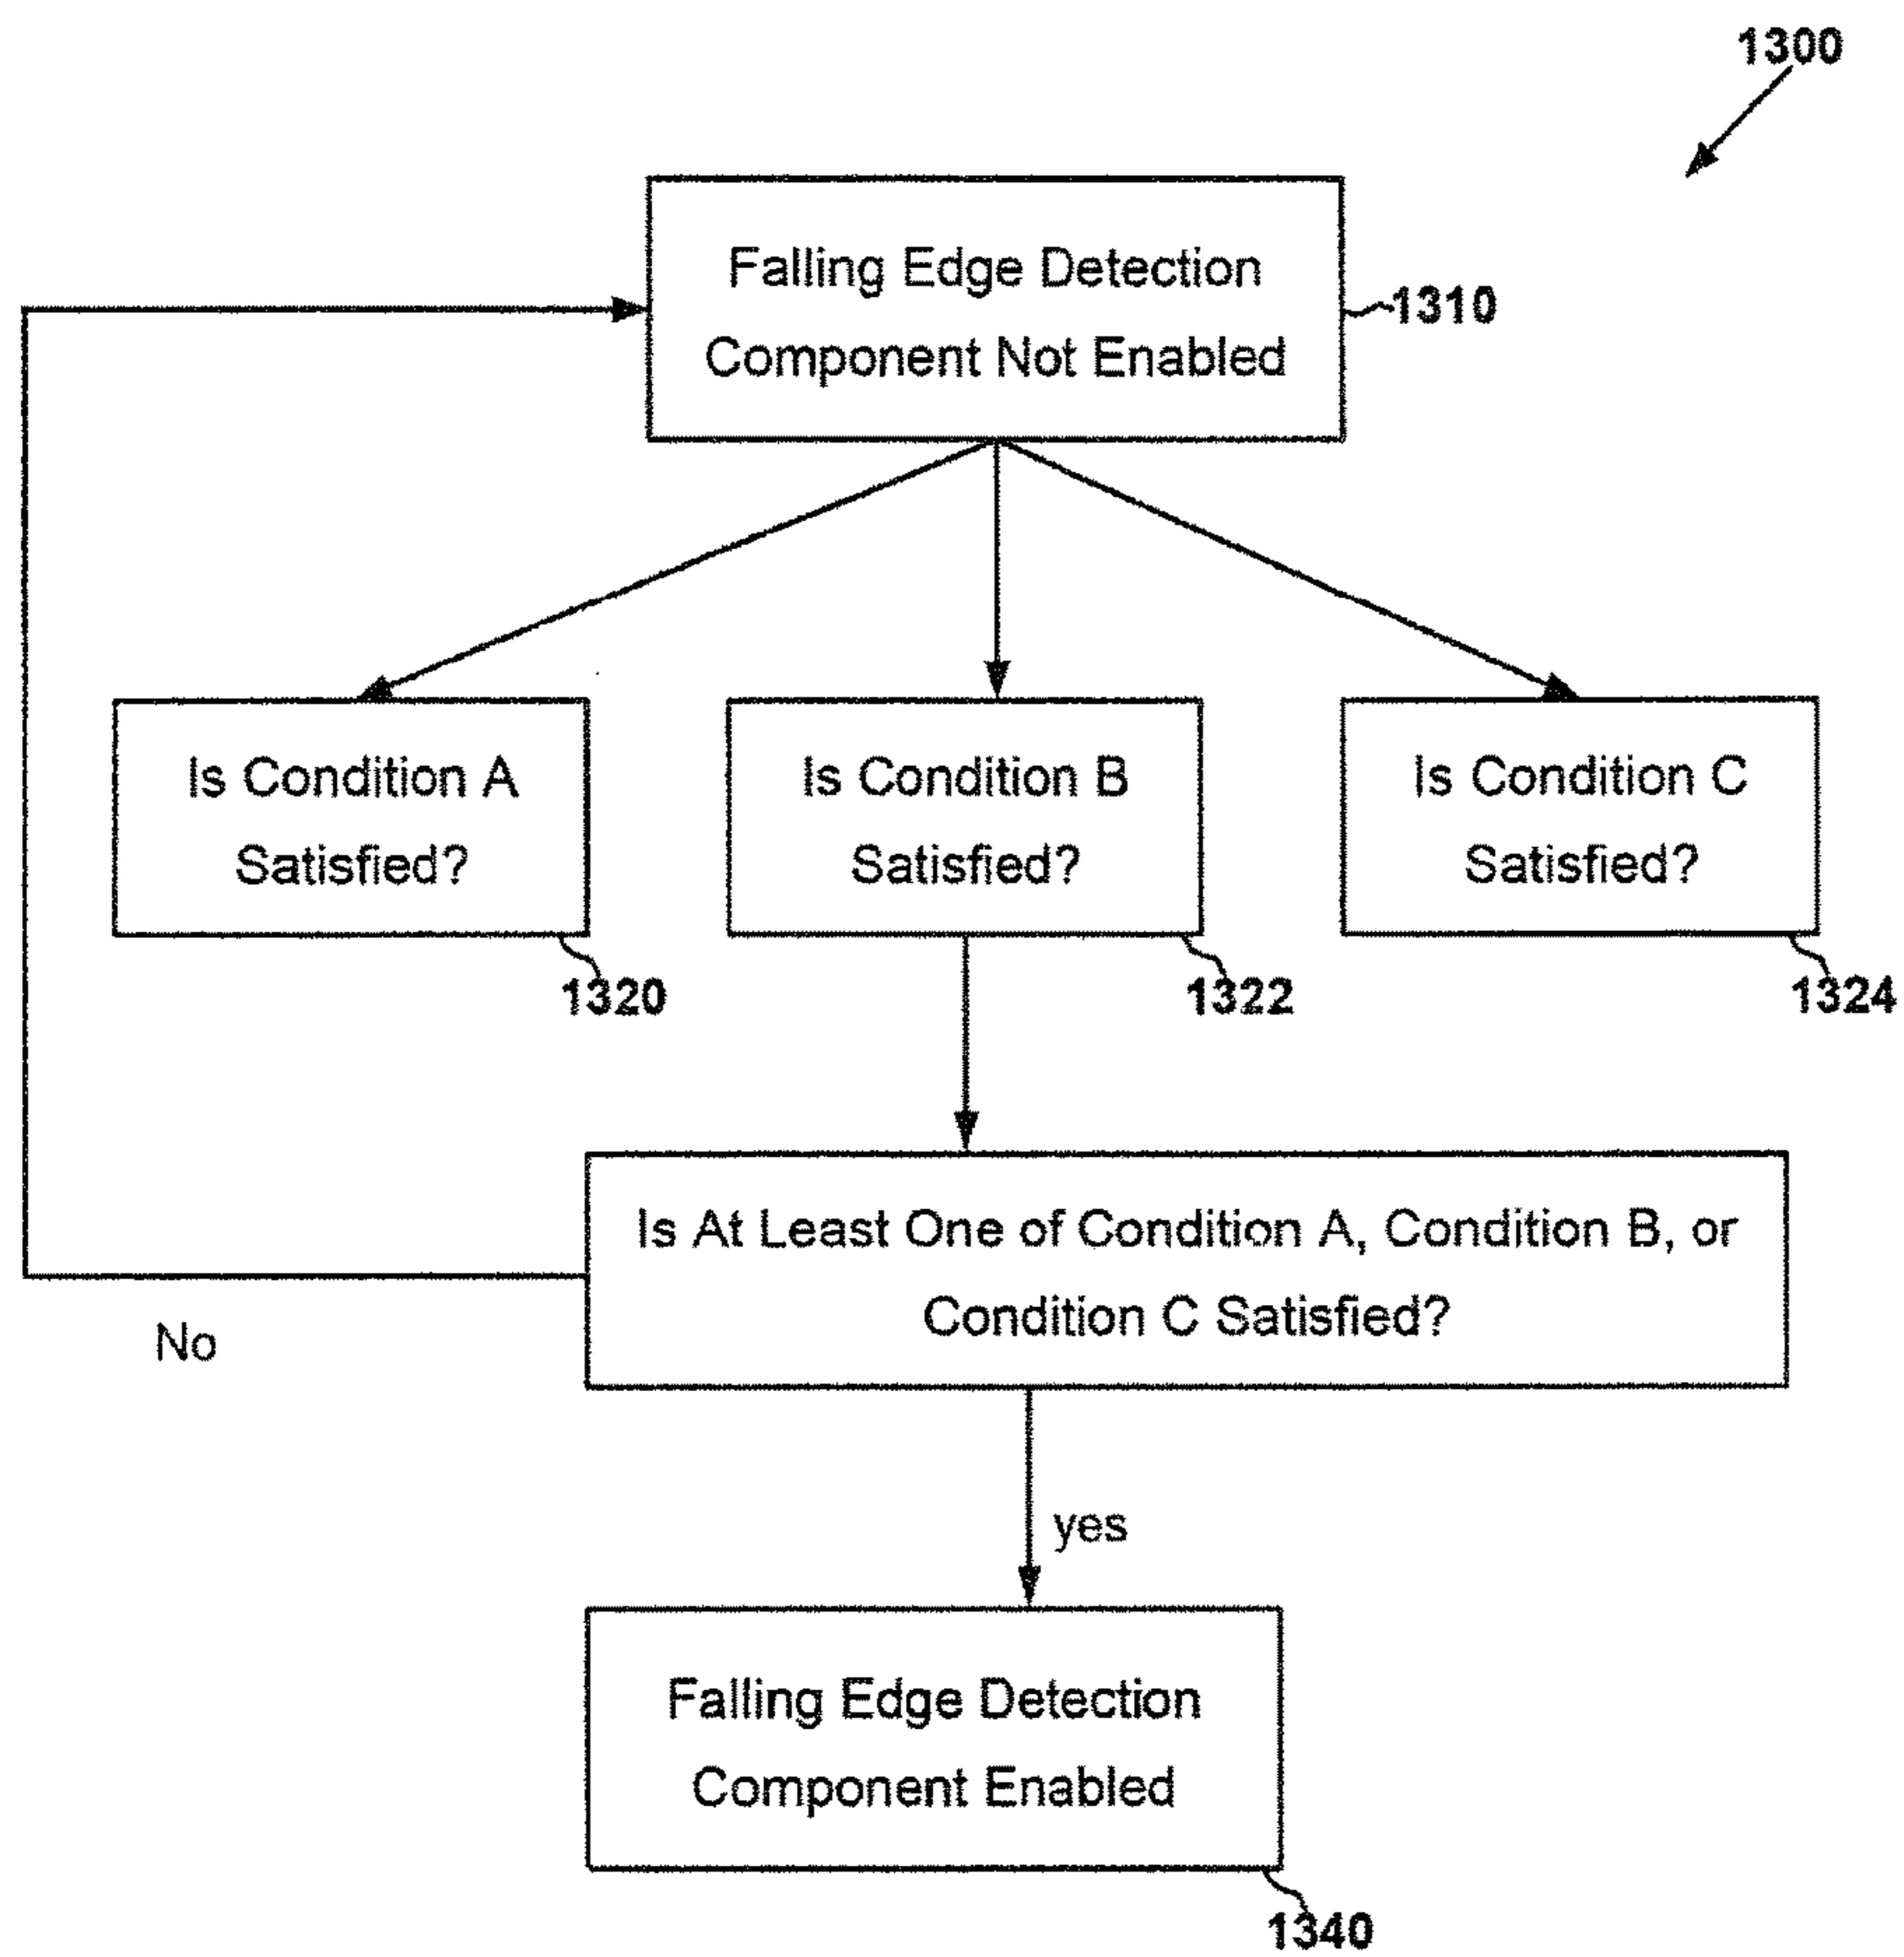 1300
Falling Edge Detection
Component Not Enabled
1310
Is Condition A
Satisfied?
1320
Is Condition B
Satisfied?
1322
Is Condition C
Satisfied?
1324
Is At Least One of Condition A, Condition B, or
Condition C Satisfied?
No
yes
Falling Edge Detection
Component Enabled
1340